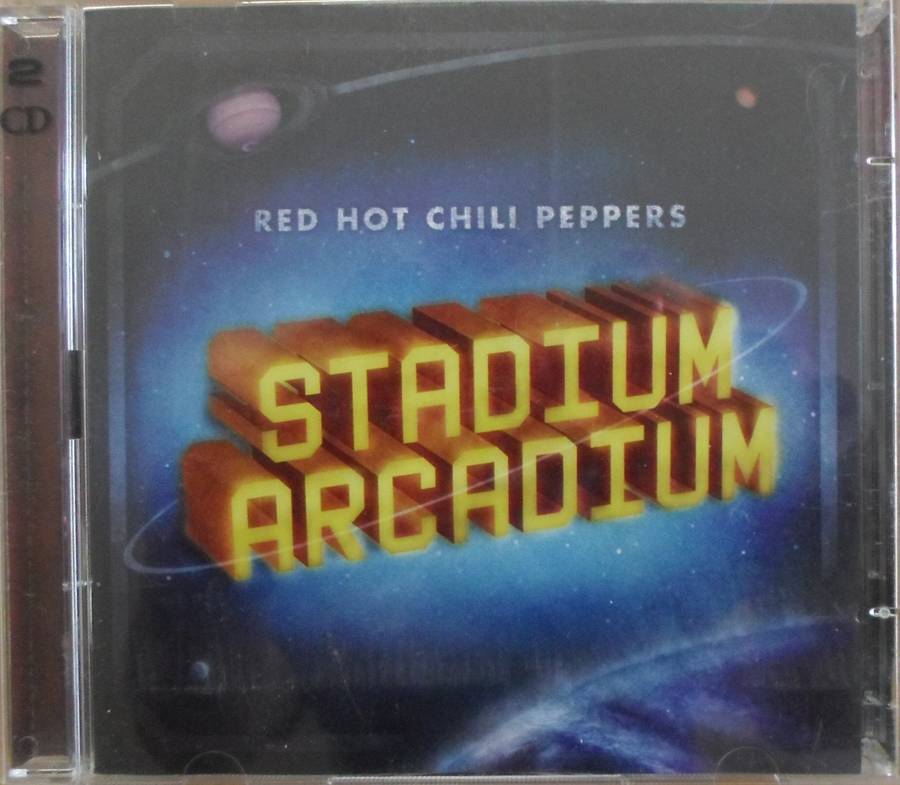 2
CD
RED HOT CHILI PEPPERS
STADIUM
ARCADIUM